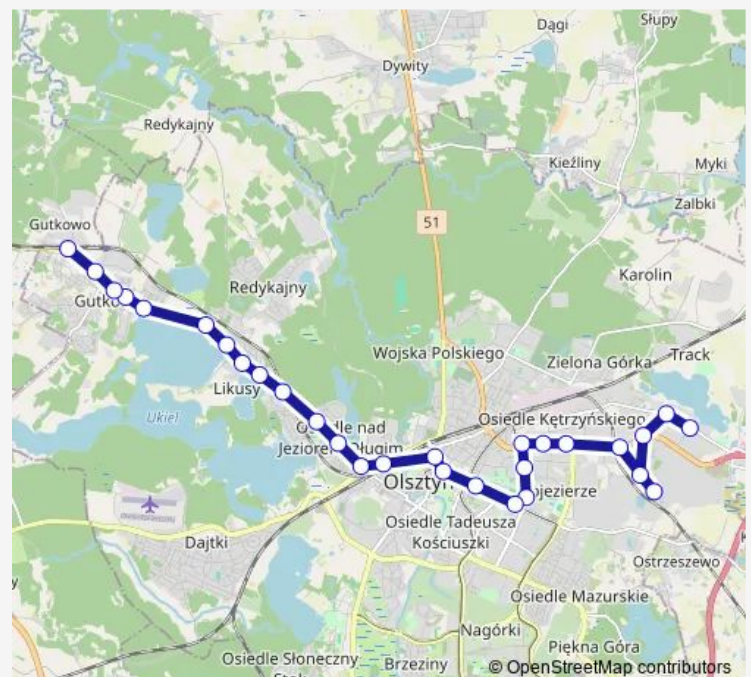 Słupy
Dągi
Dywity
Redykajny
Kieźliny
Myki
Zalbki
Gutkowo
51
Karolin
Redykajny
Wojska Polskiego
Zielona Górka
Track
Likusy
Ukiel
Osiedle Kętrzyńskiego
Jeziorem Długim
Olsztyn
Dajtki
Osiedle Tadeusza
Kościuszki
Ostrzeszewo
Osiedle Mazurskie
Nagórki
Piękna Góra
Osiedle Słoneczny
Brzeziny
© OpenStreetMap contributors